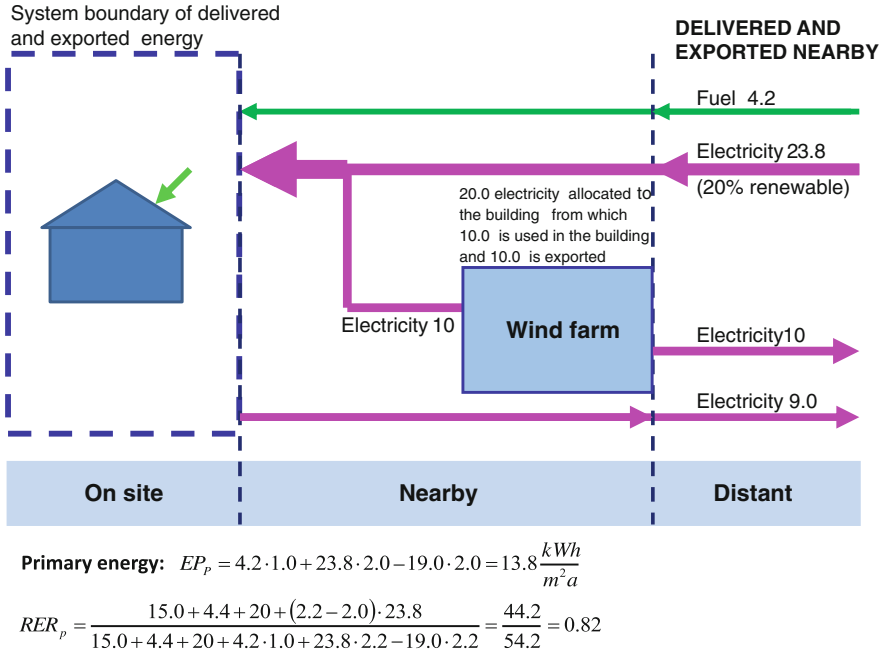 System boundary of delivered
and exported energy
DELIVERED AND
EXPORTED NEARBY
Fuel 4.2
Electricity 23.8
(20% renewable)
20.0 electricity allocated to
the building from which
10.0 is used in the building
and 10.0 is exported
Electricity 10
Wind farm
Electricity10
Electricity 9.0
On site
Nearby
Distant
Primary energy: EP_P = 4.2·1.0+23.8·2.0−19.0·2.0=13.8 kWh/m²a
RER_p = (15.0+4.4+20+(2.2−2.0)·23.8)/(15.0+4.4+20+4.2·1.0+23.8·2.2−19.0·2.2) = 44.2/54.2 = 0.82